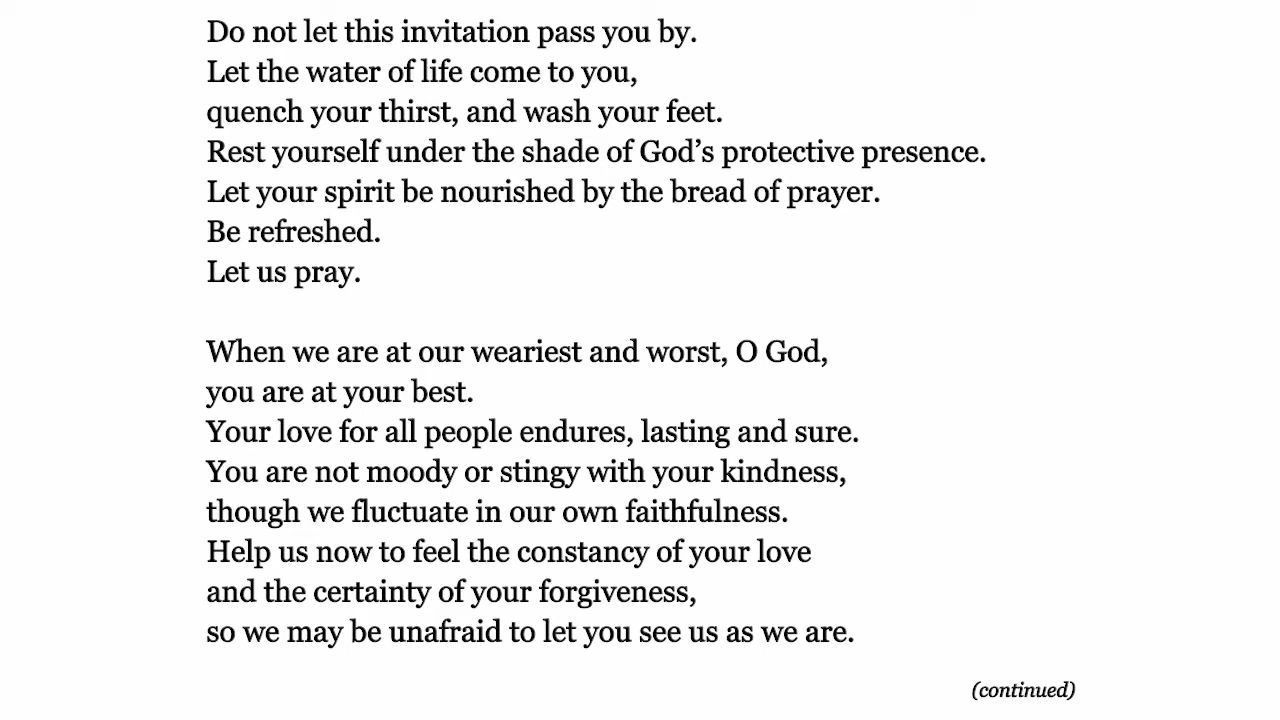 Do not let this invitation pass you by.
Let the water of life come to you,
quench your thirst, and wash your feet.
Rest yourself under the shade of God’s protective presence.
Let your spirit be nourished by the bread of prayer.
Be refreshed.
Let us pray.
When we are at our weariest and worst, O God,
you are at your best.
Your love for all people endures, lasting and sure.
You are not moody or stingy with your kindness,
though we fluctuate in our own faithfulness.
Help us now to feel the constancy of your love
and the certainty of your forgiveness,
so we may be unafraid to let you see us as we are.
(continued)